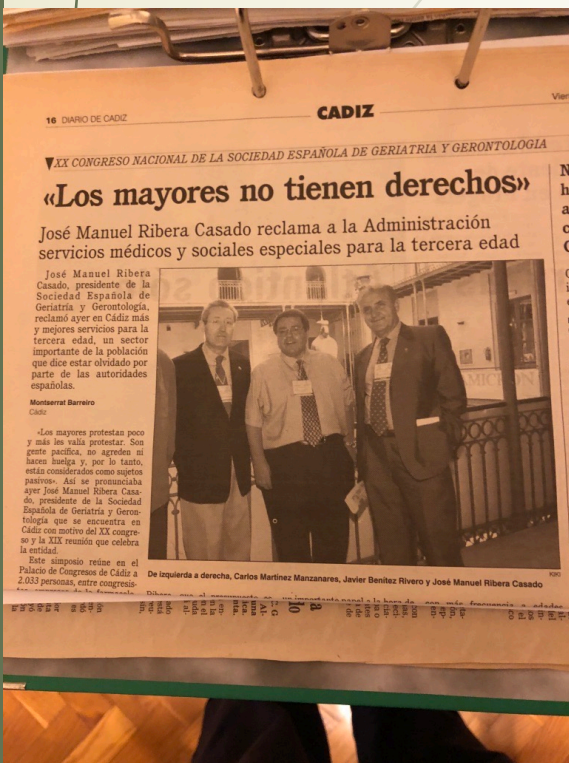 16 DIARIO DE CADIZ
CADIZ
Vier
▼XX CONGRESO NACIONAL DE LA SOCIEDAD ESPAÑOLA DE GERIATRIA Y GERONTOLOGIA
«Los mayores no tienen derechos»
José Manuel Ribera Casado reclama a la Administración
servicios médicos y sociales especiales para la tercera edad
José Manuel Ribera
Casado, presidente de la
Sociedad Española de
Geriatría y Gerontología,
reclamó ayer en Cádiz más
y mejores servicios para la
tercera edad, un sector
importante de la población
que dice estar olvidado por
parte de las autoridades
españolas.
Montserrat Barreiro
Cádiz
«Los mayores protestan poco
y más les valía protestar. Son
gente pacífica, no agreden ni
hacen huelga y, por lo tanto,
están considerados como sujetos
pasivos». Así se pronunciaba
ayer José Manuel Ribera Casa-
do, presidente de la Sociedad
Española de Geriatría y Geron-
tología que se encuentra en
Cádiz con motivo del XX congre-
so y la XIX reunión que celebra
la entidad.
Este simposio reúne en el
Palacio de Congresos de Cádiz a
2.033 personas, entre congresis-
KIKI
De izquierda a derecha, Carlos Martínez Manzanares, Javier Benítez Rivero y José Manuel Ribera Casado